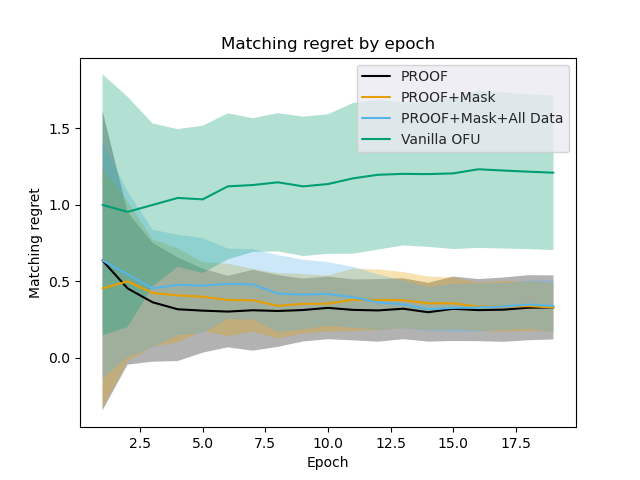 Matching regret by epoch
PROOF
PROOF+Mask
PROOF+Mask+All Data
Vanilla OFU
Matching regret
1.5
1.0
0.5
0.0
2.5 5.0 7.5 10.0 12.5 15.0 17.5
Epoch